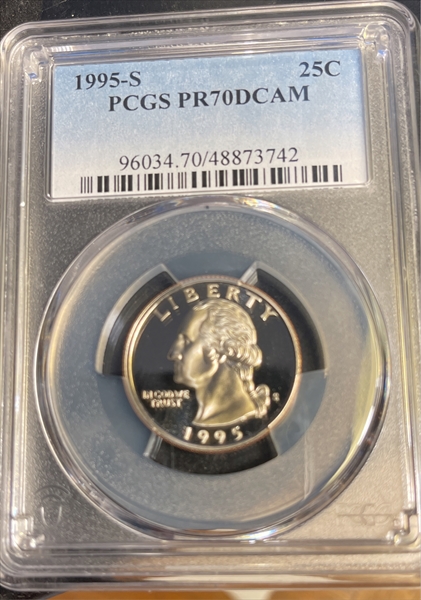 1995-S 25C
PCGS PR70DCAM
96034.70/48873742
LIBERTY
IN GOD WE
TRUST
S
1995